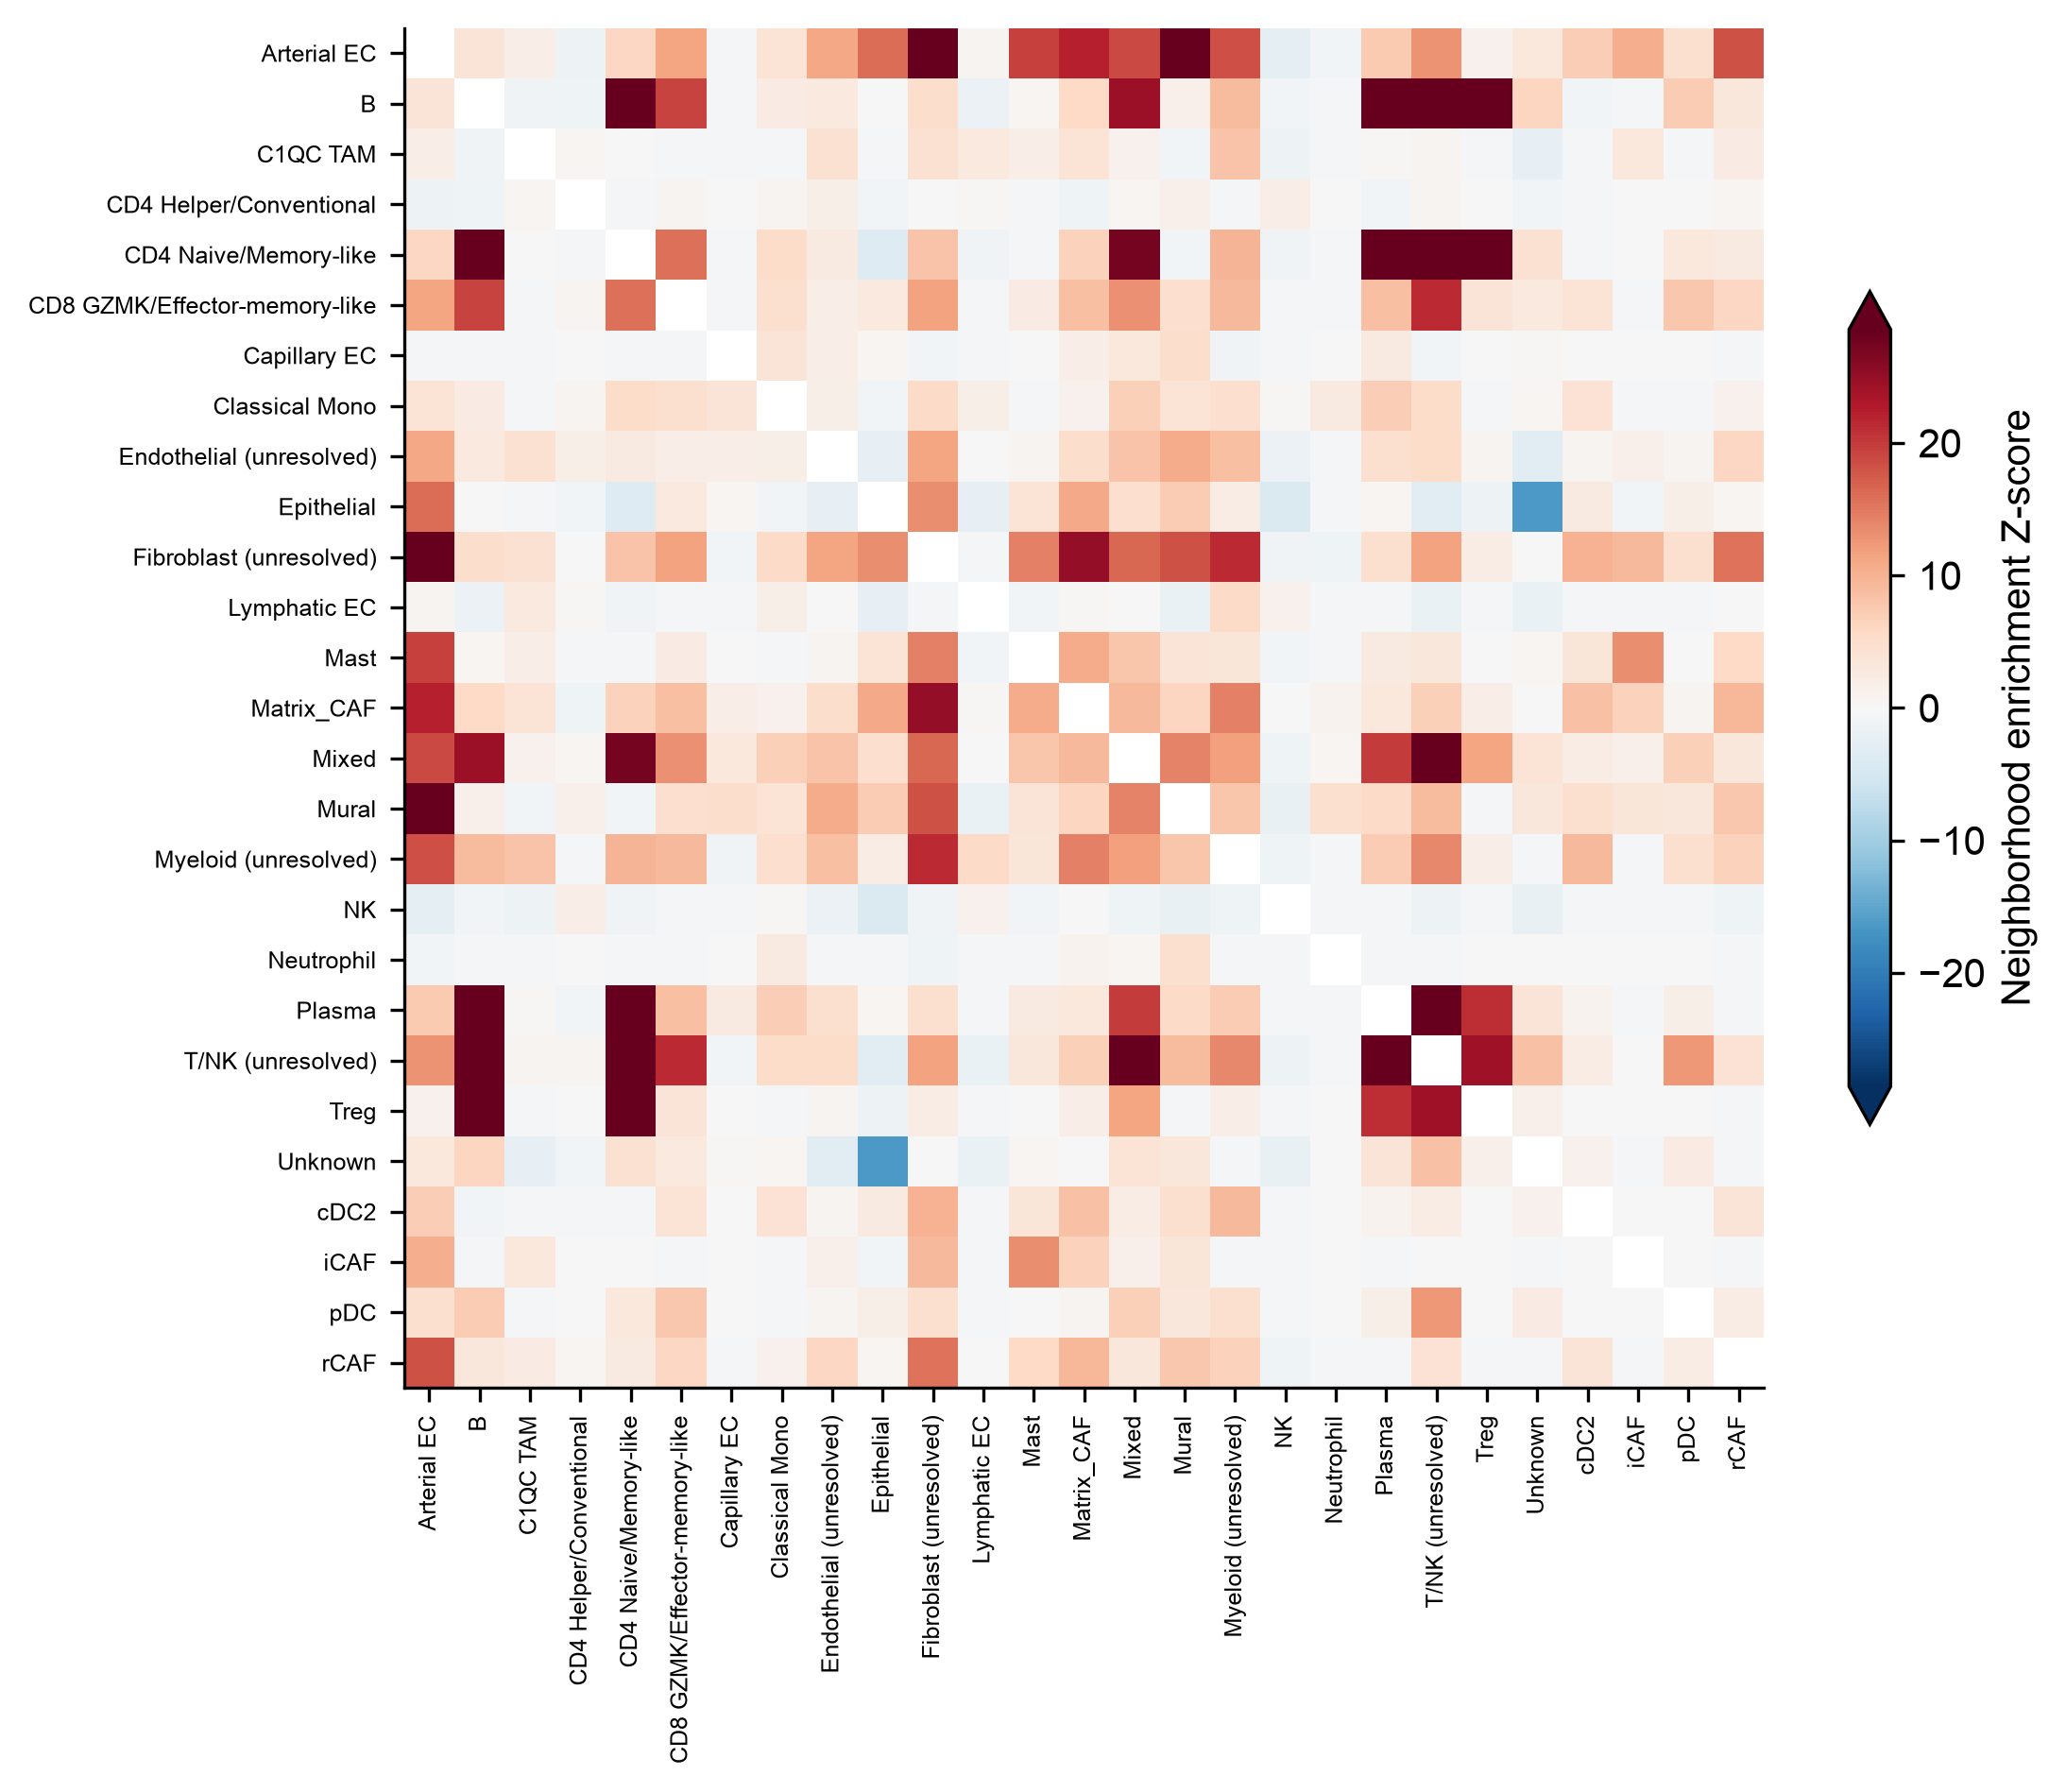 Arterial EC
B
C1QC TAM
CD4 Helper/Conventional
CD4 Naive/Memory-like
CD8 GZMK/Effector-memory-like
Capillary EC
Classical Mono
Endothelial (unresolved)
Epithelial
Fibroblast (unresolved)
Lymphatic EC
Mast
Matrix_CAF
Mixed
Mural
Myeloid (unresolved)
NK
Neutrophil
Plasma
T/NK (unresolved)
Treg
Unknown
cDC2
iCAF
pDC
rCAF
Arterial EC
B
C1QC TAM
CD4 Helper/Conventional
CD4 Naive/Memory-like
CD8 GZMK/Effector-memory-like
Capillary EC
Classical Mono
Endothelial (unresolved)
Epithelial
Fibroblast (unresolved)
Lymphatic EC
Mast
Matrix_CAF
Mixed
Mural
Myeloid (unresolved)
NK
Neutrophil
Plasma
T/NK (unresolved)
Treg
Unknown
cDC2
iCAF
pDC
rCAF
20
10
0
−10
−20
Neighborhood enrichment Z-score